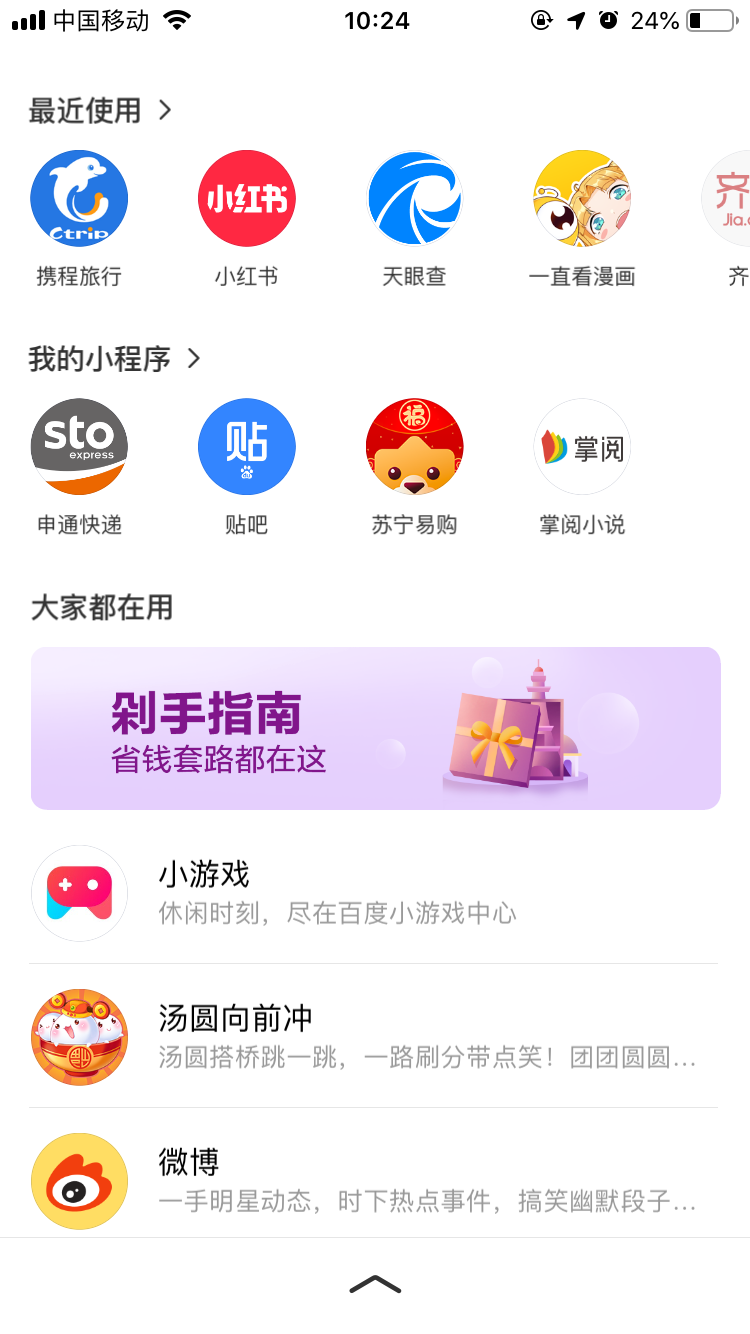 中国移动
10:24
24%
最近使用
Ctrip
小红书
齐
Jia.c
携程旅行
小红书
天眼查
一直看漫画
齐
我的小程序
sto
express
贴
福
掌阅
申通快递
贴吧
苏宁易购
掌阅小说
大家都在用
剁手指南
省钱套路都在这
小游戏
休闲时刻，尽在百度小游戏中心
汤圆向前冲
汤圆搭桥跳一跳，一路刷分带点笑！团团圆圆...
微博
一手明星动态，时下热点事件，搞笑幽默段子...